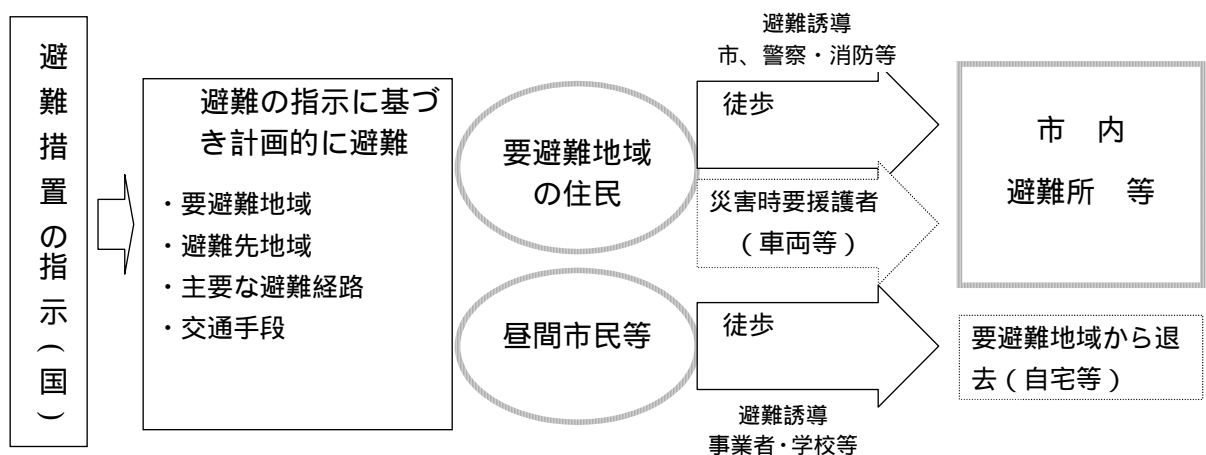 避難措置の指示(国)
避難の指示に基づ
き計画的に避難
・要避難地域
・避難先地域
・主要な避難経路
・交通手段
要避難地域
の住民
昼間市民等
避難誘導
市、警察・消防等
徒歩
災害時要援護者
(車両等)
徒歩
避難誘導
事業者・学校等
市 内
避難所 等
要避難地域から退
去(自宅等)